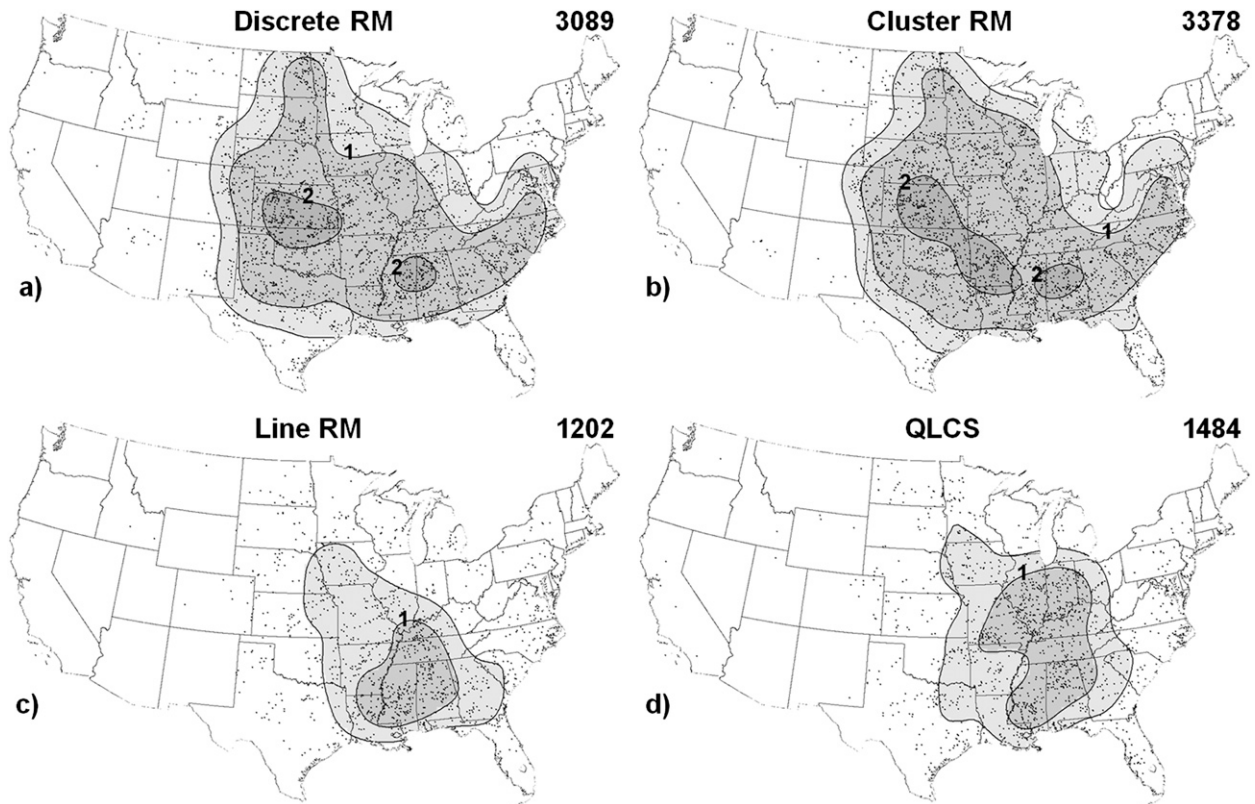 Discrete RM 3089
1
2
2
a)
Cluster RM 3378
2
1
2
b)
Line RM 1202
1
c)
QLCS 1484
1
d)